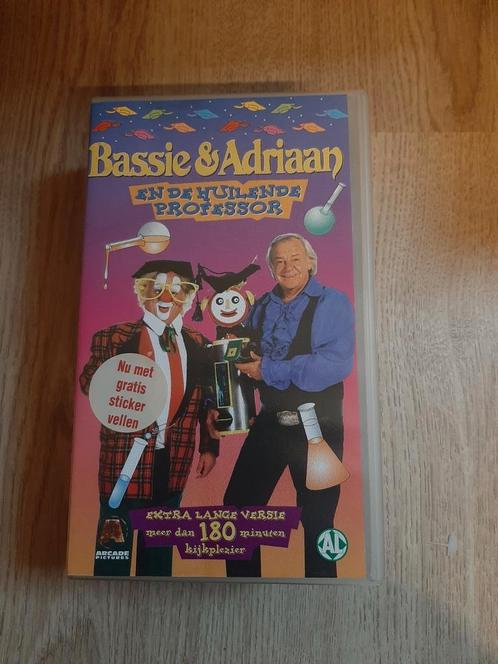 Bassie & Adriaan
EN DE HUILENDE
PROFESSOR
Nu met
gratis
sticker
vellen
EXTRA LANGE VERSIE
meer dan 180 minuten
kijkplezier
ARCADE
PICTURES
AL